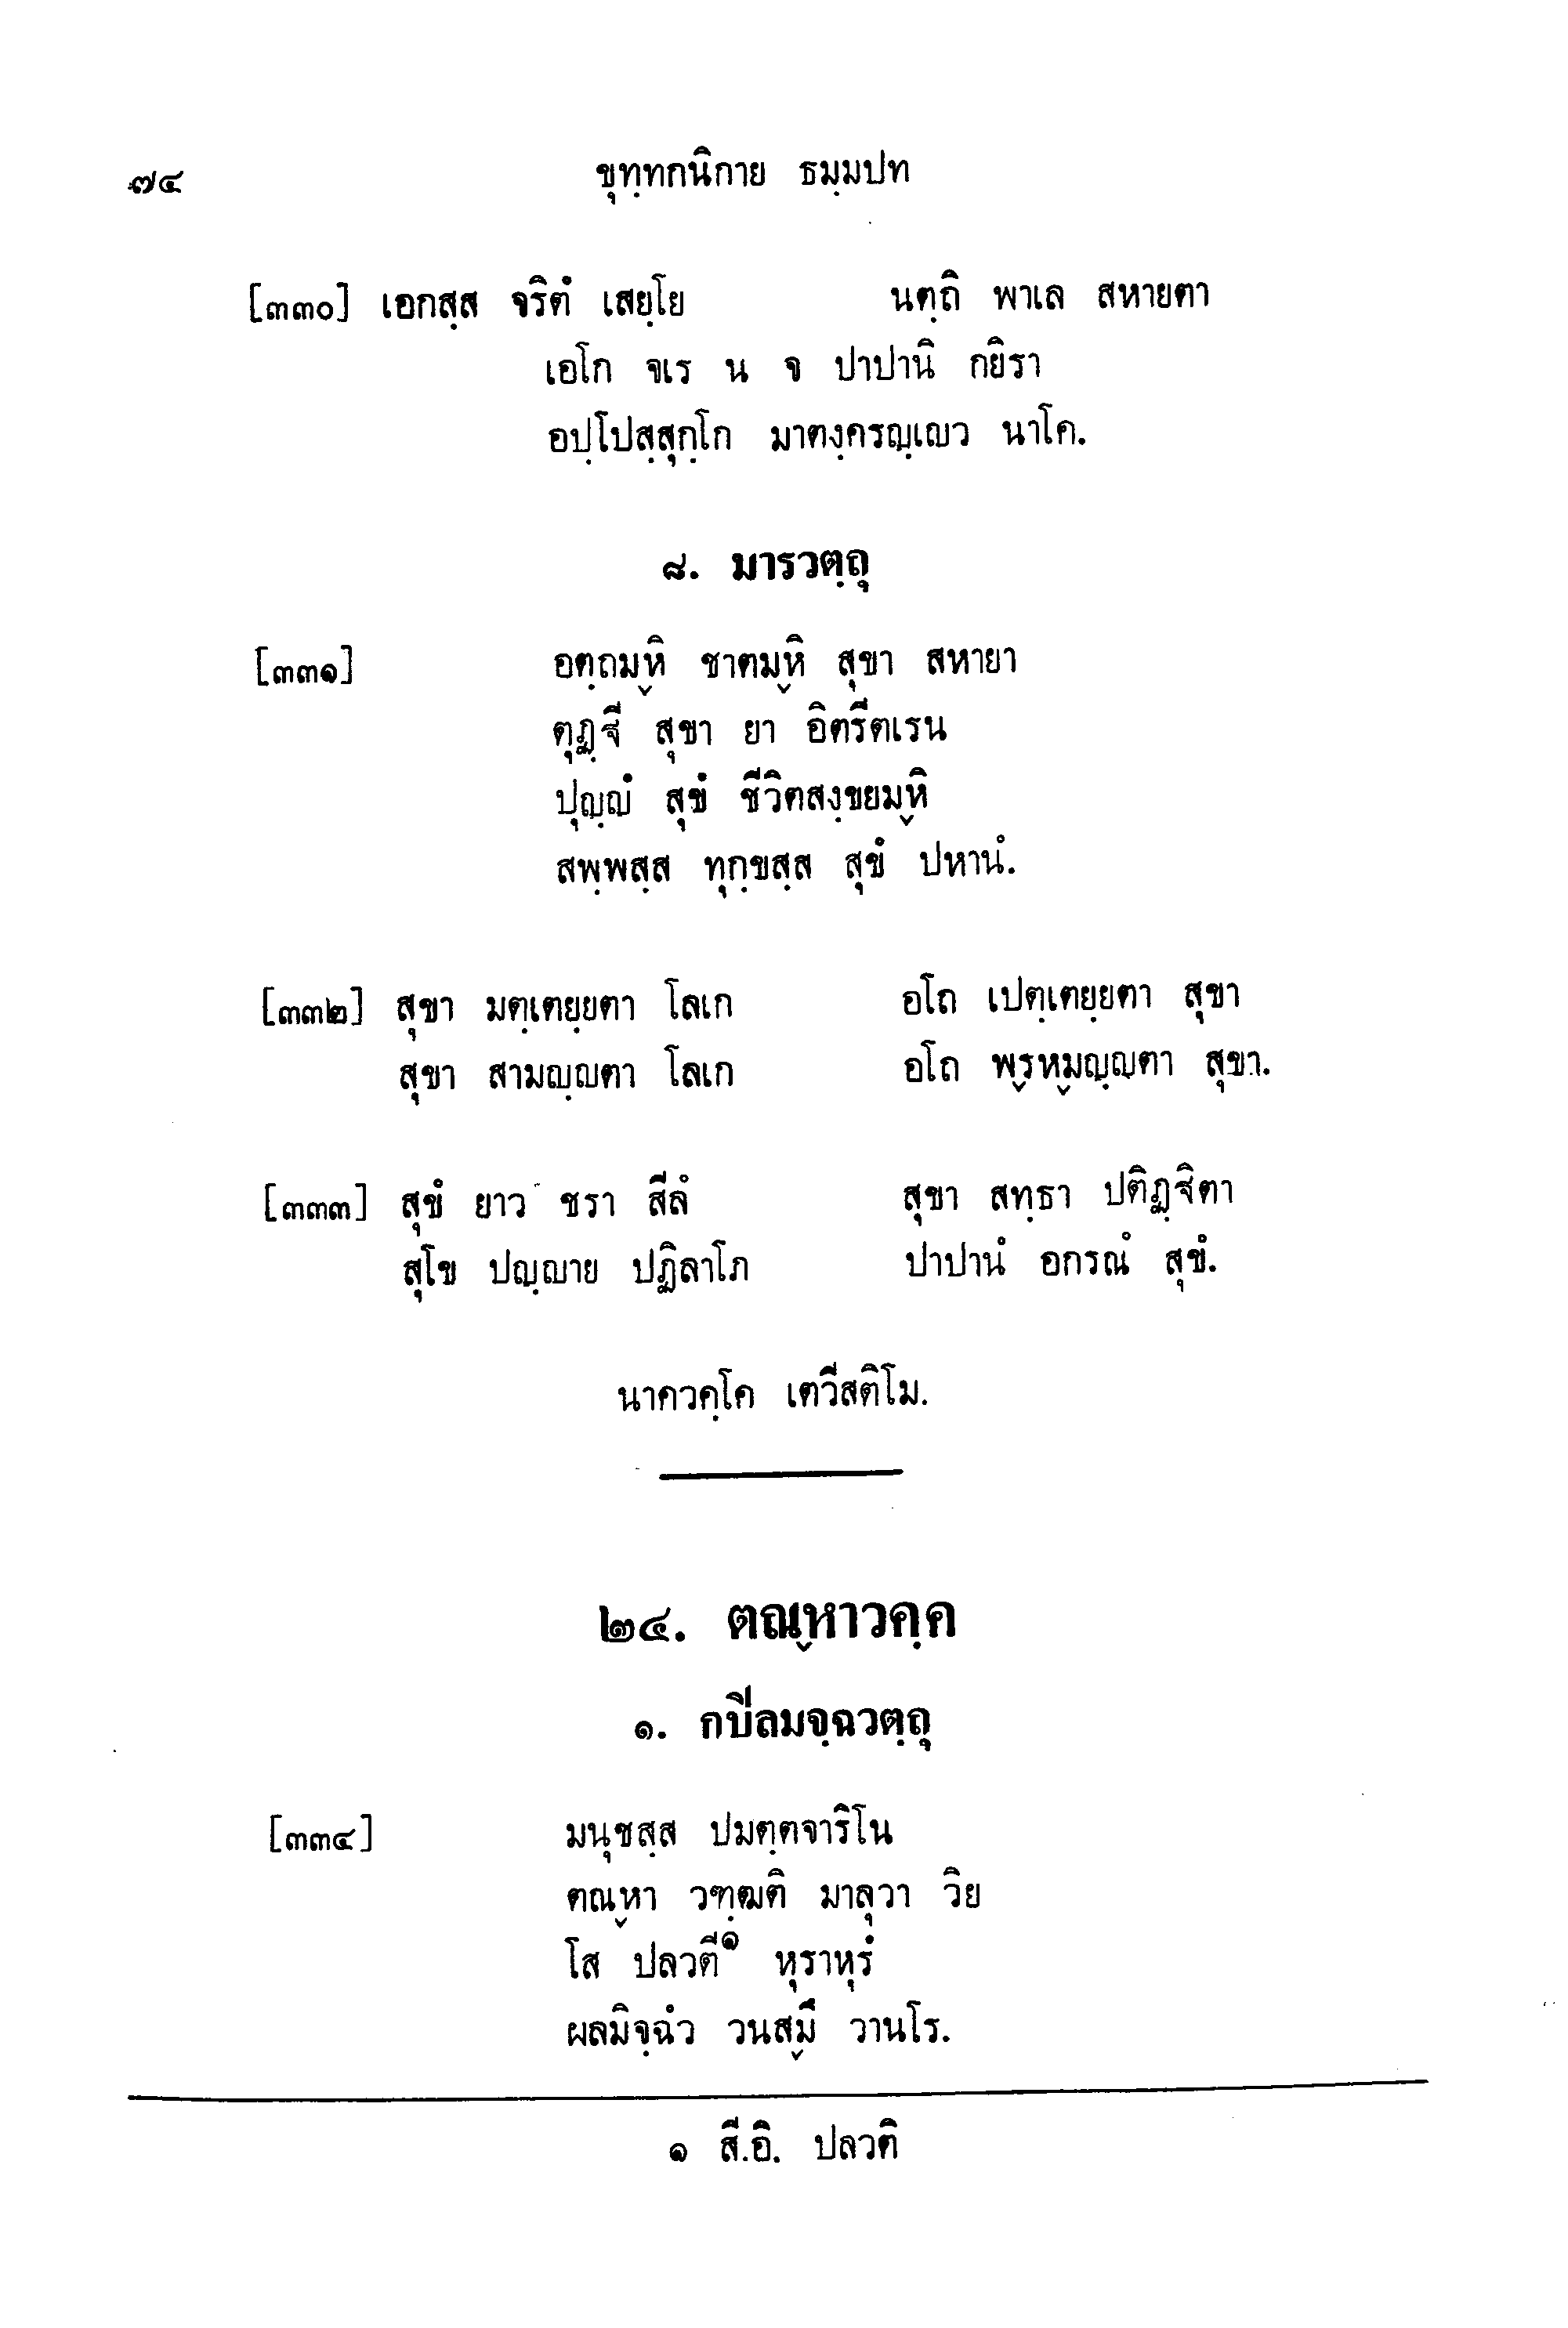 ๗๔ ขุทฺทกนิกาย ธมฺมปท
[๓๓๐] เอกสฺส จริตํ เสยฺโย นตฺถิ พาเล สหายตา
เอโก จเร น จ ปาปานิ กยิรา
อปฺโปสฺสุกฺโก มาตงฺครญฺเญว นาโค.
๘. มารวตฺถุ
[๓๓๑] อตฺถมฺหิ ชาตมฺหิ สุขา สหายา
ตุฏฺฐี สุขา ยา อิตรีตเรน
ปุญฺญํ สุขํ ชีวิตสงฺขยมฺหิ
สพฺพสฺส ทุกฺขสฺส สุขํ ปหานํ.
[๓๓๒] สุขา มตฺเตยฺยตา โลเก อโถ เปตฺเตยฺยตา สุขา
สุขา สามญฺญตา โลเก อโถ พฺรหฺมญฺญตา สุขา.
[๓๓๓] สุขํ ยาว ชรา สีลํ สุขา สทฺธา ปติฏฺฐิตา
สุโข ปญฺญาย ปฏิลาโภ ปาปานํ อกรณํ สุขํ.
นาควคฺโค เตวีสติโม.
๒๔. ตณฺหาวคฺค
๑. กปิลมจฺฉวตฺถุ
[๓๓๔] มนุชสฺส ปมตฺตจาริโน
ตณฺหา วฑฺฒติ มาลุวา วิย
โส ปลวตี๑ หุราหุรํ
ผลมิจฺฉํว วนสฺมึ วานโร.
๑ สี.อิ. ปลวติ